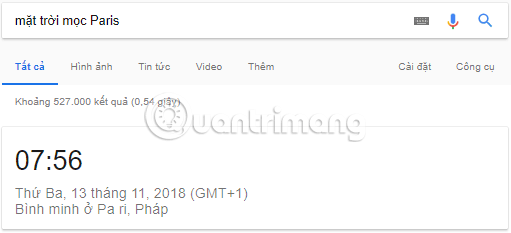 mặt trời mọc Paris
Tất cả Hình ảnh Tin tức Video Thêm Cài đặt Công cụ
Khoảng 527.000 kết quả (0,54 giây)
Quantrimang
07:56
Thứ Ba, 13 tháng 11, 2018 (GMT+1)
Bình minh ở Pa ri, Pháp